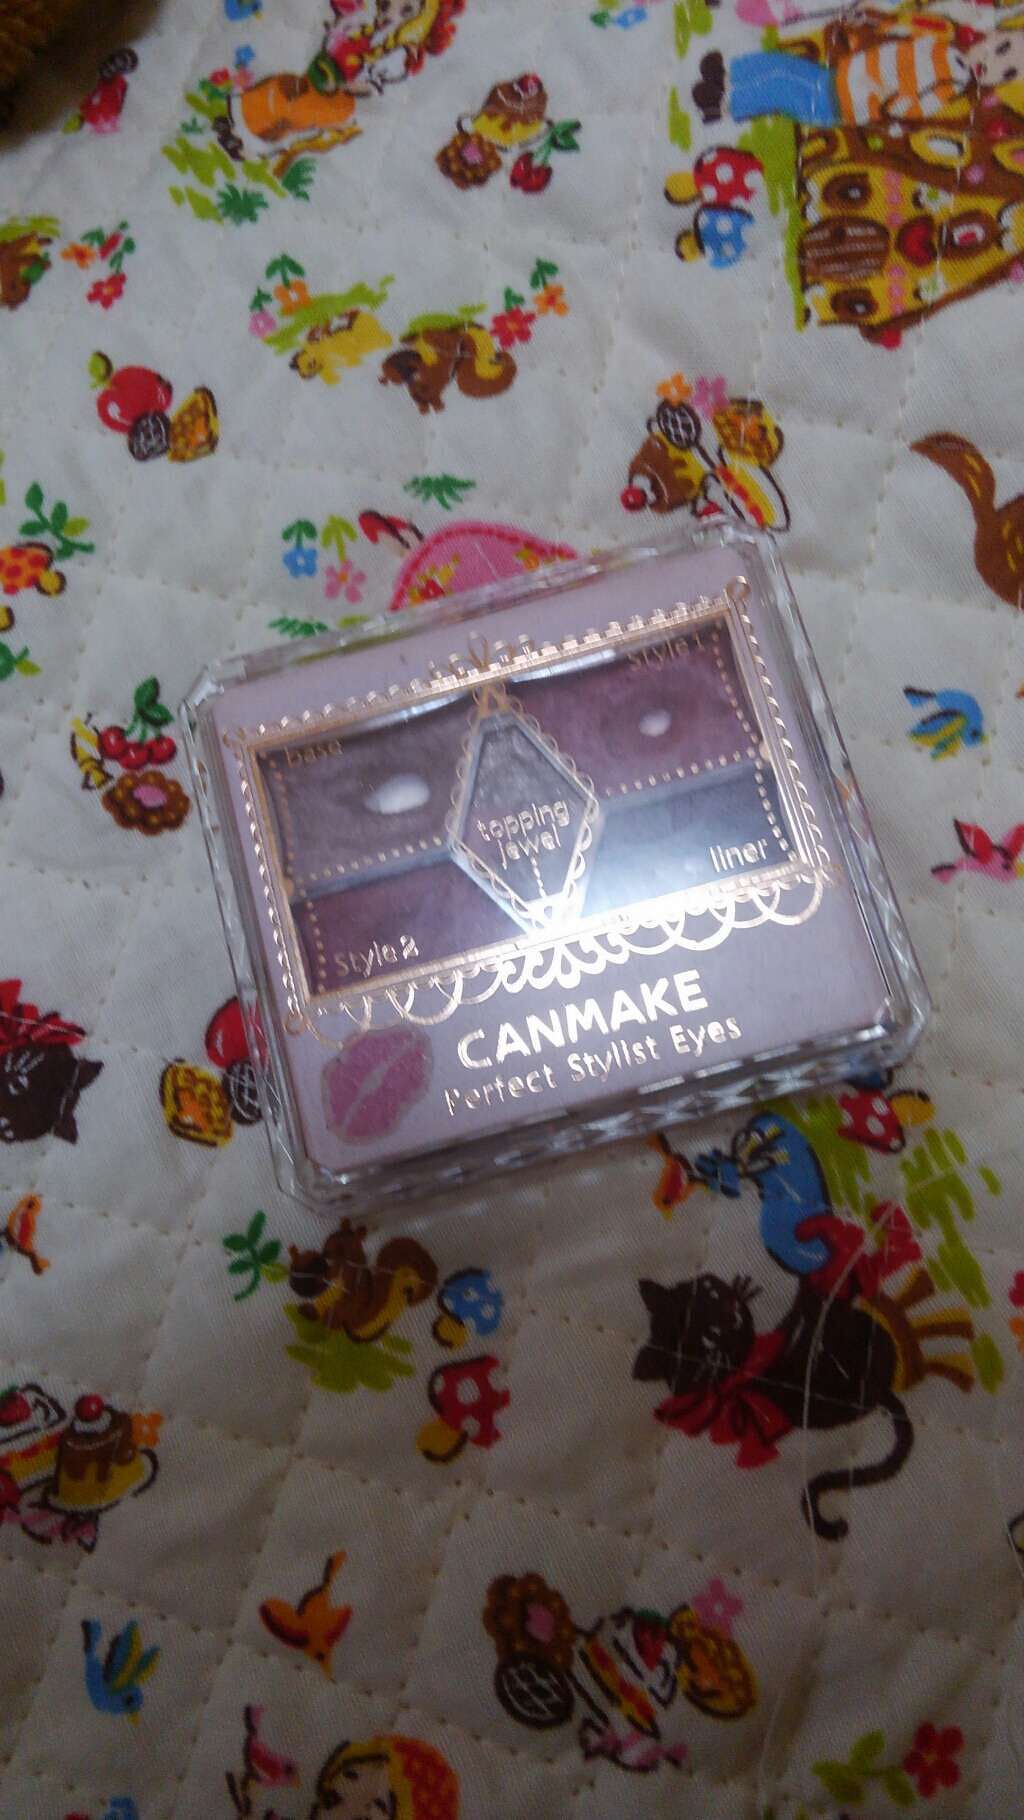 base
Style 1
topping
jewel
liner
Style 2
CANMAKE
Perfect Stylist Eyes